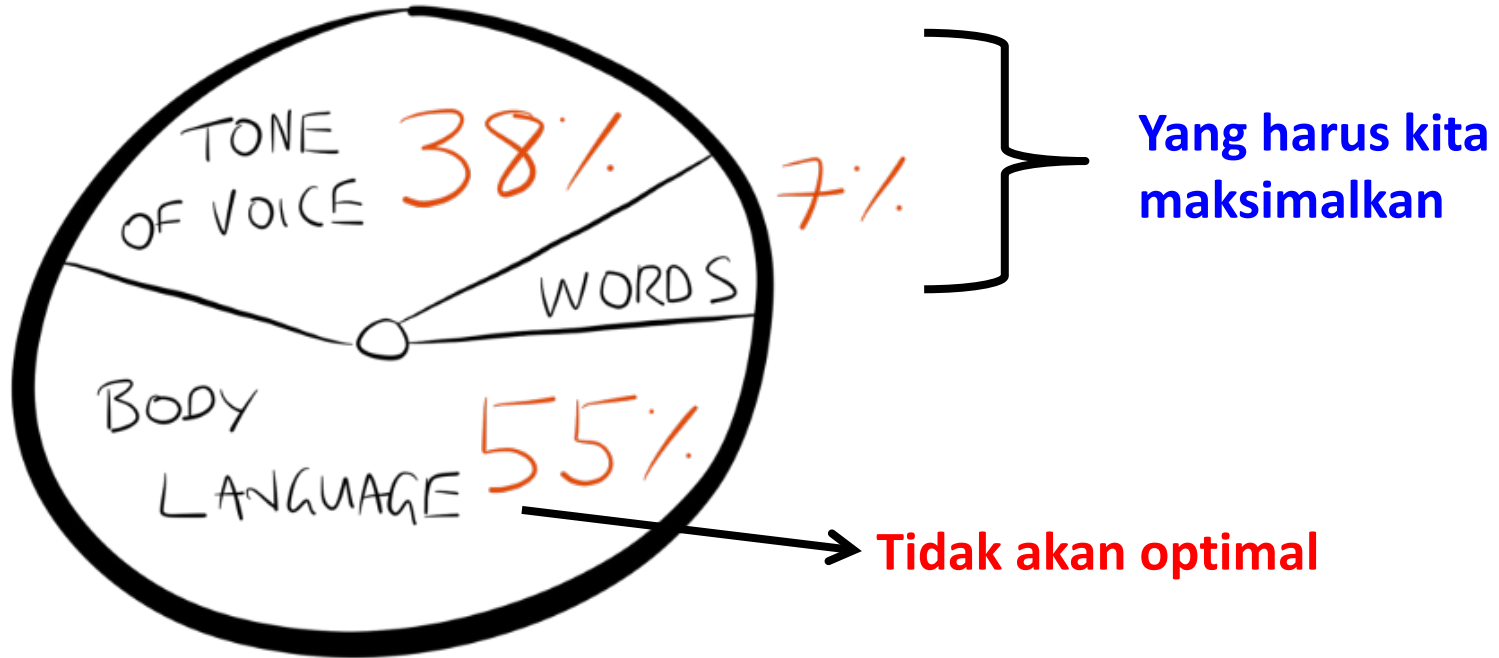 TONE
OF VOICE
38%
7%
WORDS
BODY
LANGUAGE
55%
Yang harus kita
maksimalkan
Tidak akan optimal